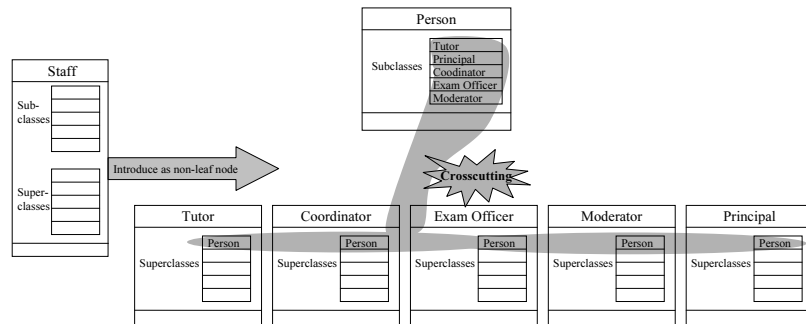 Person
Tutor
Principal
Coodinator
Exam Officer
Moderator
Subclasses
Staff
Sub-
classes
Super-
classes
Introduce as non-leaf node
Crosscutting
Tutor
Coordinator
Exam Officer
Moderator
Principal
Person
Superclasses
Person
Superclasses
Person
Superclasses
Person
Superclasses
Person
Superclasses